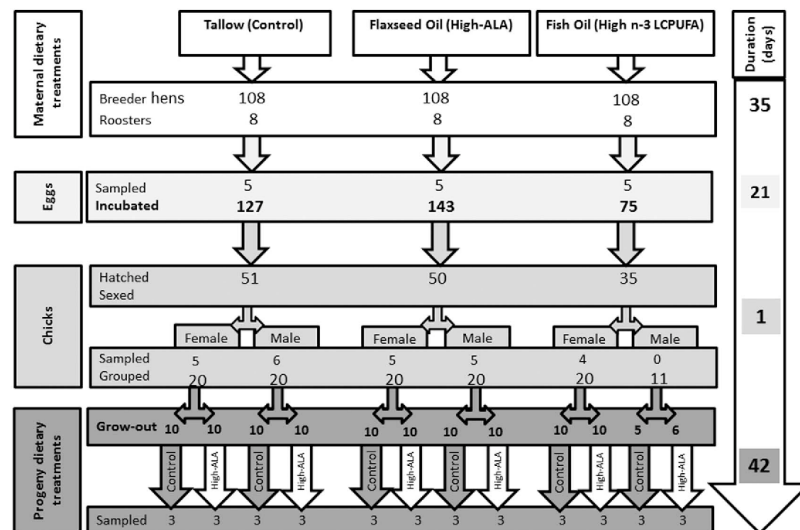 Tallow (Control) Flaxseed Oil (High-ALA) Fish Oil (High n-3 LCPUFA) Duration (days)
Maternal dietary treatments
Breeder hens 108 108 108 35
Roosters 8 8 8
Eggs
Sampled 5 5 5 21
Incubated 127 143 75
Chicks
Hatched 51 50 35
Sexed
1
Female Male Female Male Female Male
Sampled 5 6 5 5 4 0
Grouped 20 20 20 20 20 11
Progeny dietary treatments
Grow-out 10 10 10 10 10 10 10 10 10 10 5 6
Control High-ALA Control High-ALA Control High-ALA Control High-ALA Control High-ALA Control High-ALA 42
Sampled 3 3 3 3 3 3 3 3 3 3 3 3